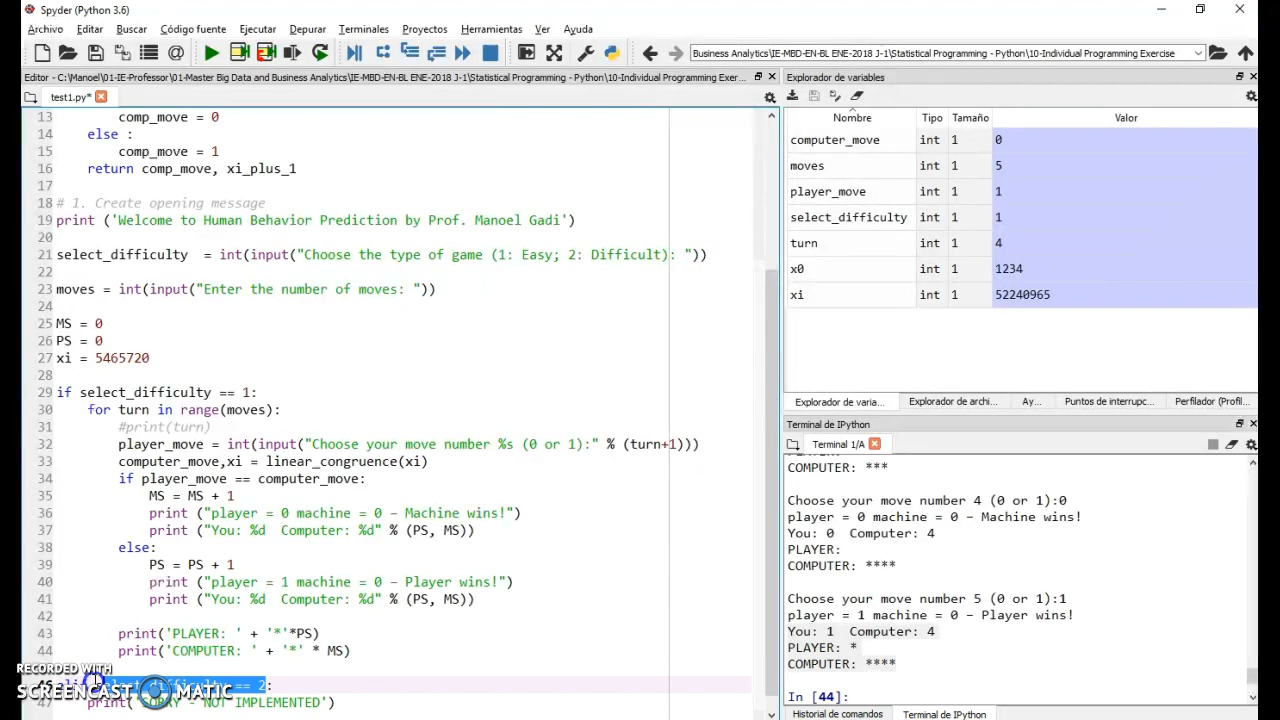 Spyder (Python 3.6)
Archivo Editar Buscar Código fuente Ejecutar Depurar Terminales Proyectos Herramientas Ver Ayuda
Business Analytics\IE-MBD-EN-BL ENE-2018 J-1\Statistical Programming - Python\10-Individual Programming Exercise
Editor - C:\Manoel\01-IE-Professor\01-Master Big Data and Business Analytics\IE-MBD-EN-BL ENE-2018 J-1\Statistical Programming - Python\10-Individual Programming Exer...
test1.py*
13 comp_move = 0
14 else :
15 comp_move = 1
16 return comp_move, xi_plus_1
17
18 # 1. Create opening message
19 print ('Welcome to Human Behavior Prediction by Prof. Manoel Gadi')
20
21 select_difficulty  = int(input("Choose the type of game (1: Easy; 2: Difficult): "))
22
23 moves = int(input("Enter the number of moves: "))
24
25 MS = 0
26 PS = 0
27 xi = 5465720
28
29 if select_difficulty == 1:
30 for turn in range(moves):
31 #print(turn)
32 player_move = int(input("Choose your move number %s (0 or 1):" % (turn+1)))
33 computer_move,xi = linear_congruence(xi)
34 if player_move == computer_move:
35 MS = MS + 1
36 print ("player = 0 machine = 0 – Machine wins!")
37 print ("You: %d  Computer: %d" % (PS, MS))
38 else:
39 PS = PS + 1
40 print ("player = 1 machine = 0 – Player wins!")
41 print ("You: %d  Computer: %d" % (PS, MS))
42
43 print('PLAYER: ' + '*'*PS)
44 print('COMPUTER: ' + '*' * MS)
select_difficulty == 2:
47 - NOT IMPLEMENTED')
RECORDED WITH
SCREENCAST MATIC
Explorador de variables
Nombre Tipo Tamaño Valor
computer_move int 1 0
moves int 1 5
player_move int 1 1
select_difficulty int 1 1
turn int 1 4
x0 int 1 1234
xi int 1 52240965
Explorador de varia... Explorador de archi... Ay... Puntos de interrupc... Perfilador (Profil...
Terminal de IPython
Terminal 1/A
COMPUTER: ***
Choose your move number 4 (0 or 1):0
player = 0 machine = 0 – Machine wins!
You: 0  Computer: 4
PLAYER:
COMPUTER: ****
Choose your move number 5 (0 or 1):1
player = 1 machine = 0 – Player wins!
You: 1  Computer: 4
PLAYER: *
COMPUTER: ****
In [44]:
Historial de comandos Terminal de IPython